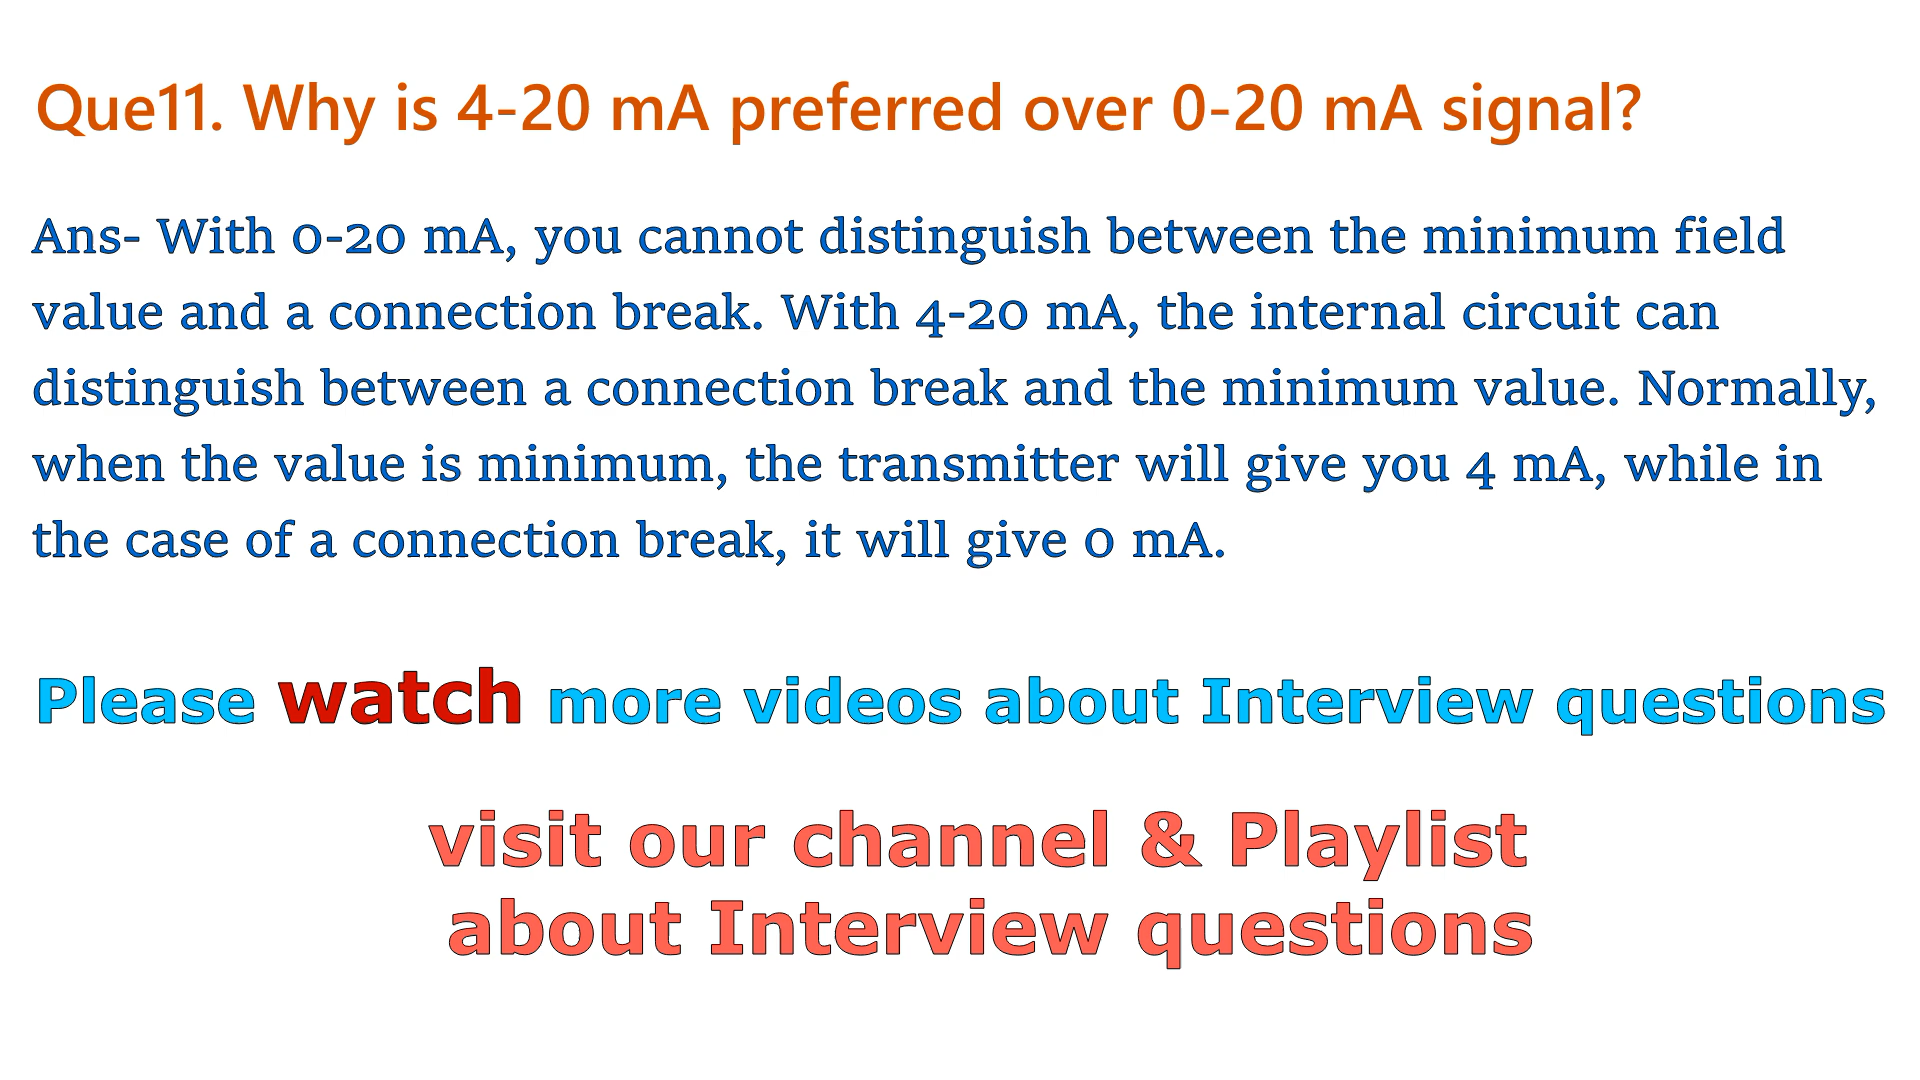 Que11. Why is 4-20 mA preferred over 0-20 mA signal?
Ans- With 0-20 mA, you cannot distinguish between the minimum field
value and a connection break. With 4-20 mA, the internal circuit can
distinguish between a connection break and the minimum value. Normally,
when the value is minimum, the transmitter will give you 4 mA, while in
the case of a connection break, it will give 0 mA.
Please watch more videos about Interview questions
visit our channel & Playlist
about Interview questions